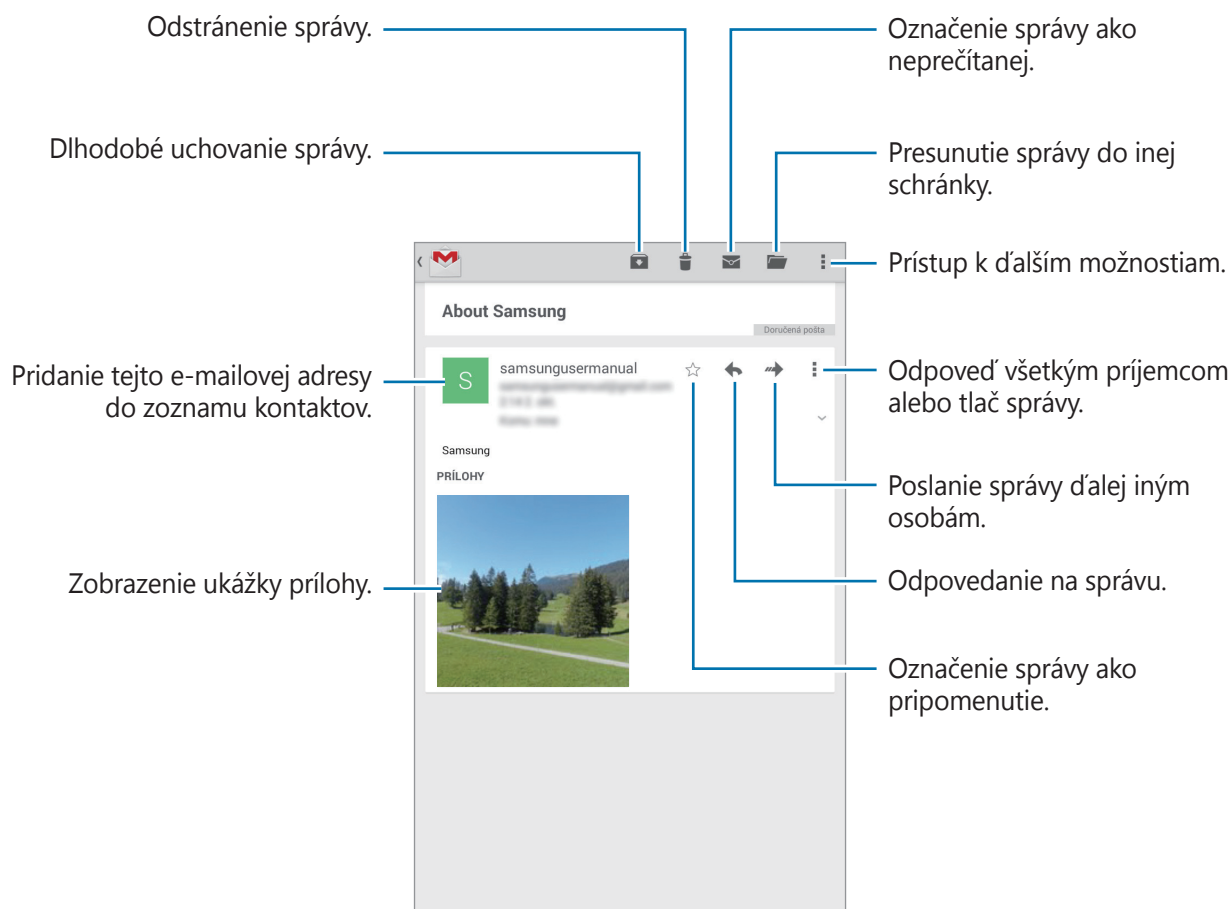 Odstránenie správy.
Označenie správy ako
neprečítanej.
Dlhodobé uchovanie správy.
Presunutie správy do inej
schránky.
Prístup k ďalším možnostiam.
About Samsung
Doručená pošta
Pridanie tejto e-mailovej adresy
do zoznamu kontaktov.
S
samsungusermanual
Odpoveď všetkým príjemcom
alebo tlač správy.
Samsung
PRÍLOHY
Poslanie správy ďalej iným
osobám.
Zobrazenie ukážky prílohy.
Odpovedanie na správu.
Označenie správy ako
pripomenutie.